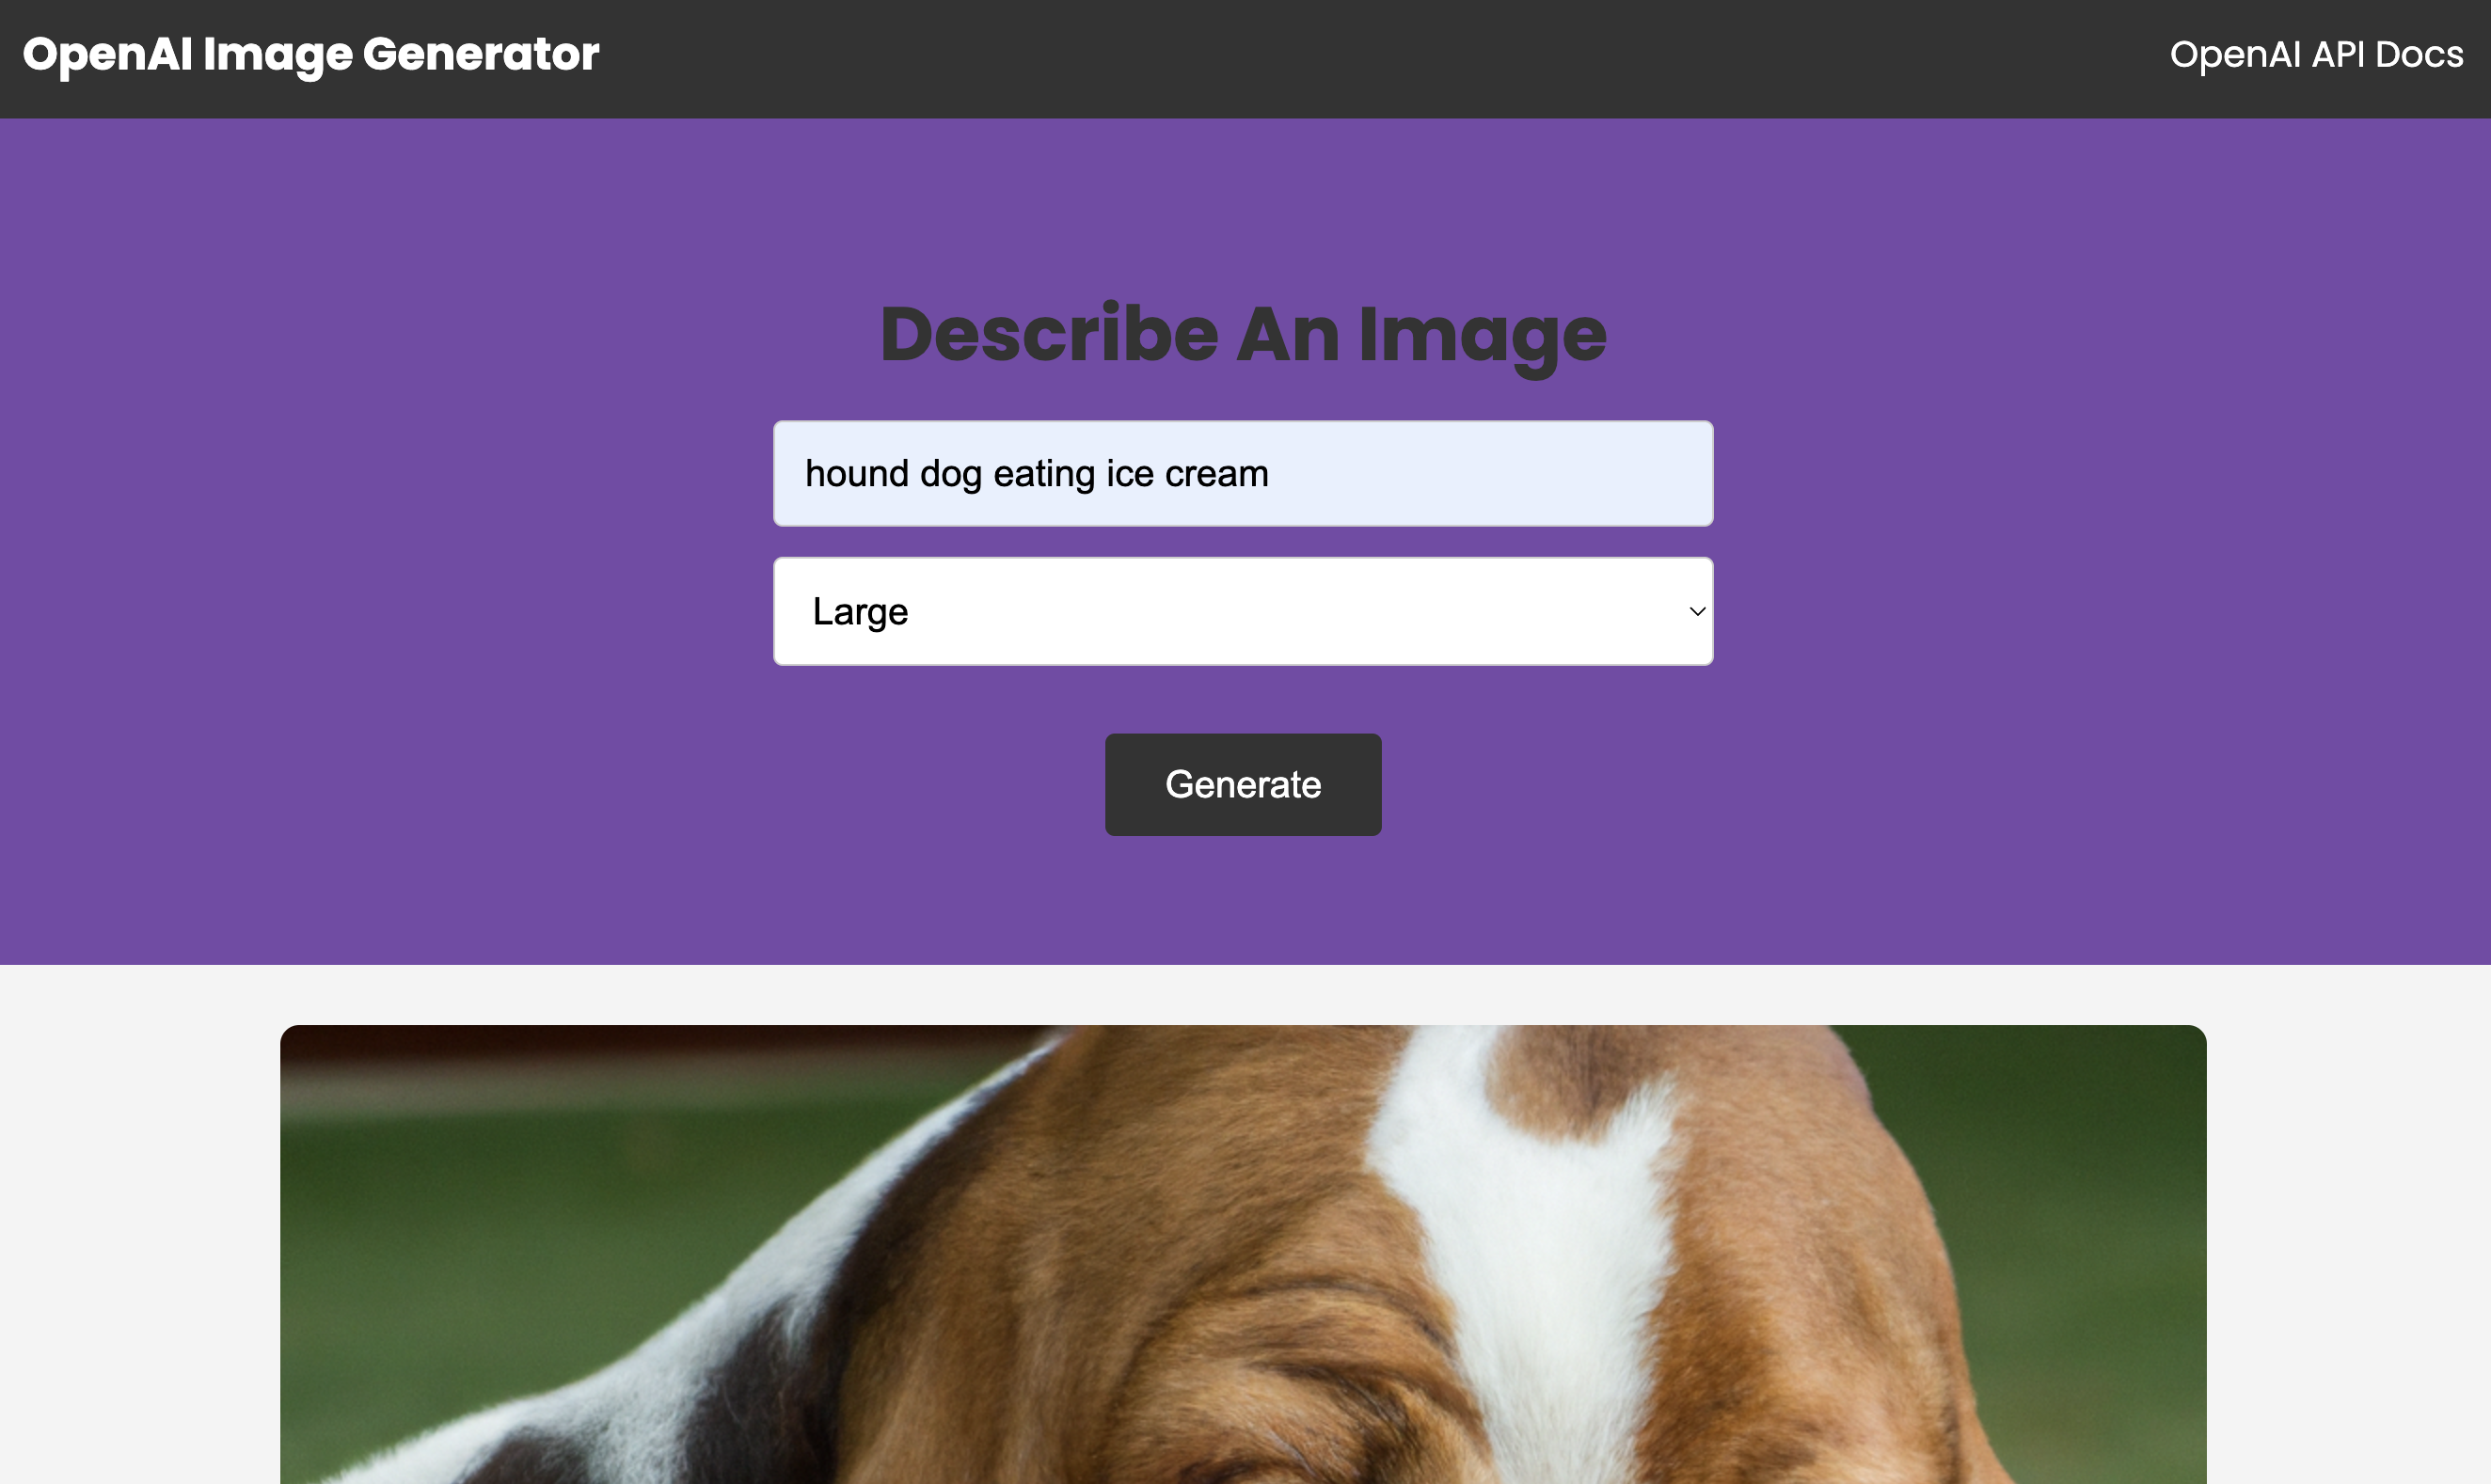 OpenAI Image Generator
OpenAI API Docs
Describe An Image
hound dog eating ice cream
Large
Generate